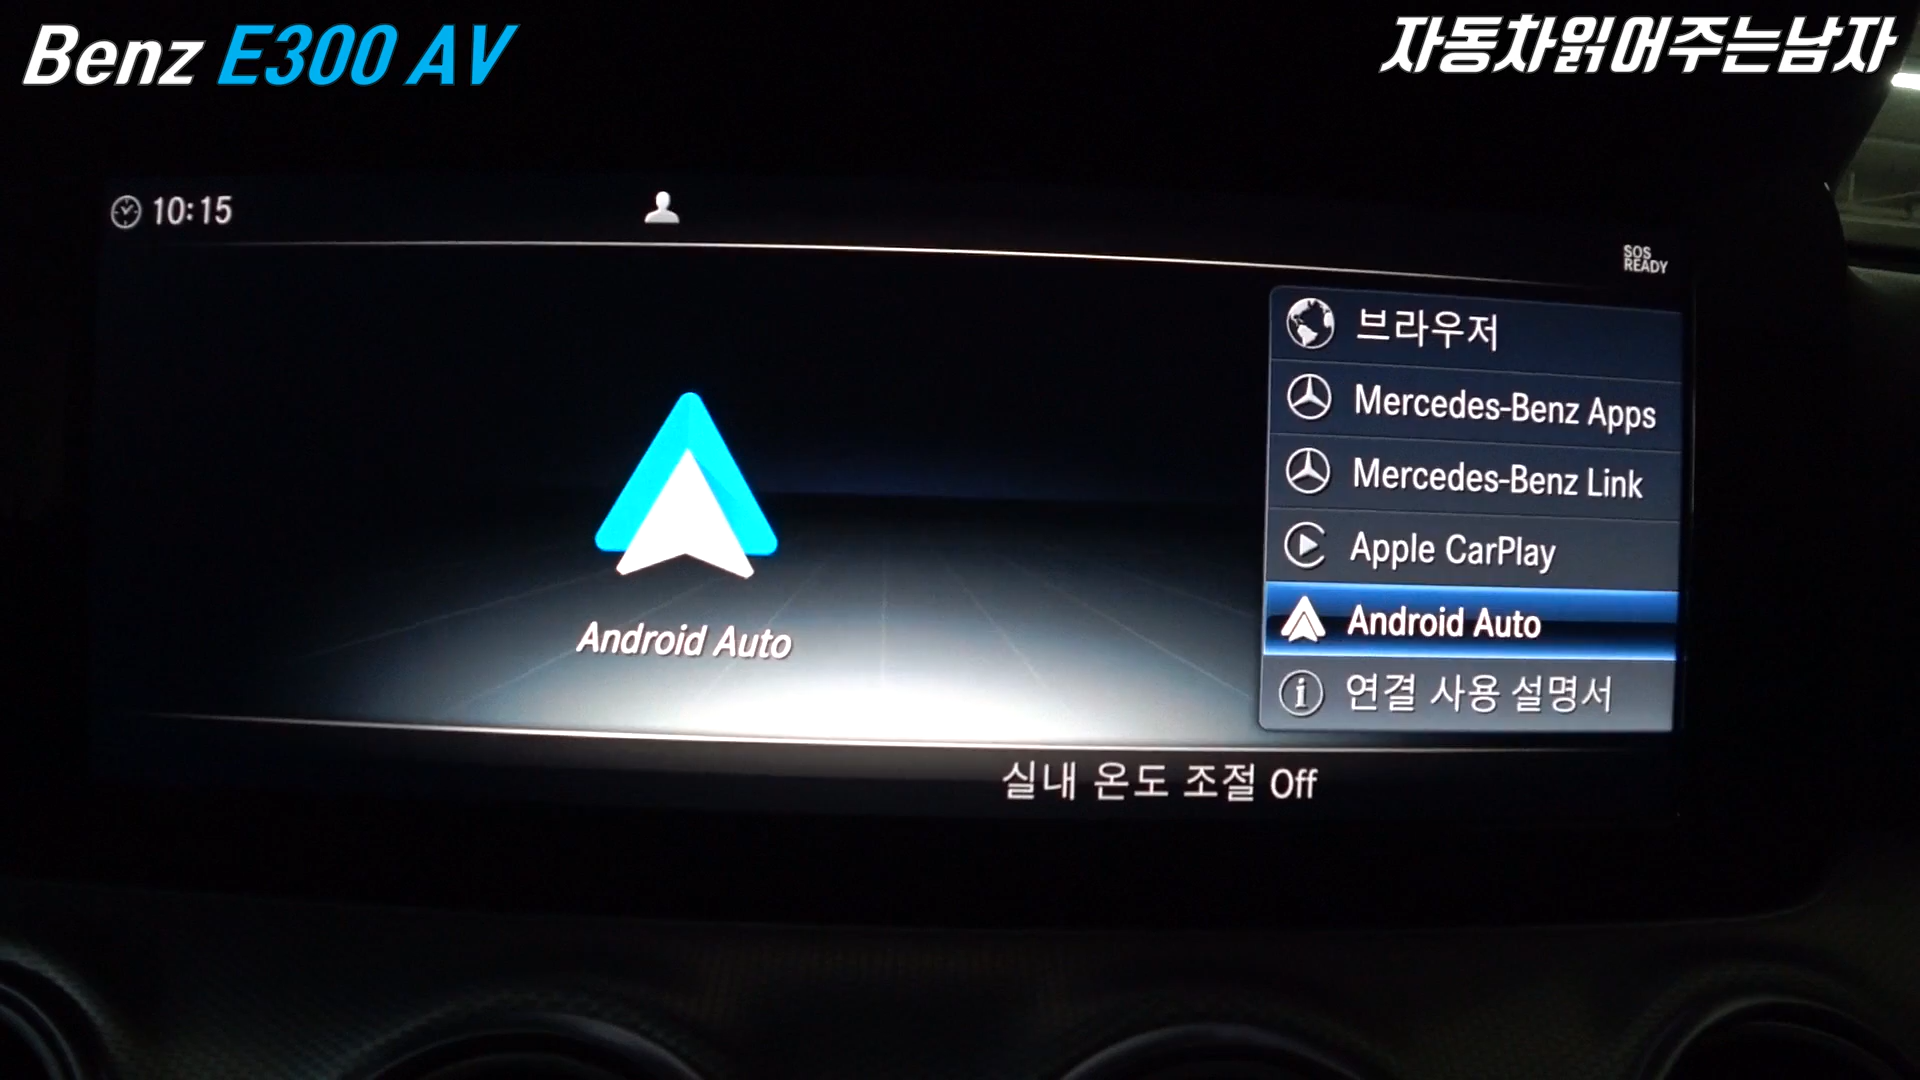 Benz E300 AV
자동차읽어주는남자
10:15
SOS
READY
브라우저
Mercedes-Benz Apps
Mercedes-Benz Link
Apple CarPlay
Android Auto
연결 사용 설명서
Android Auto
실내 온도 조절 Off